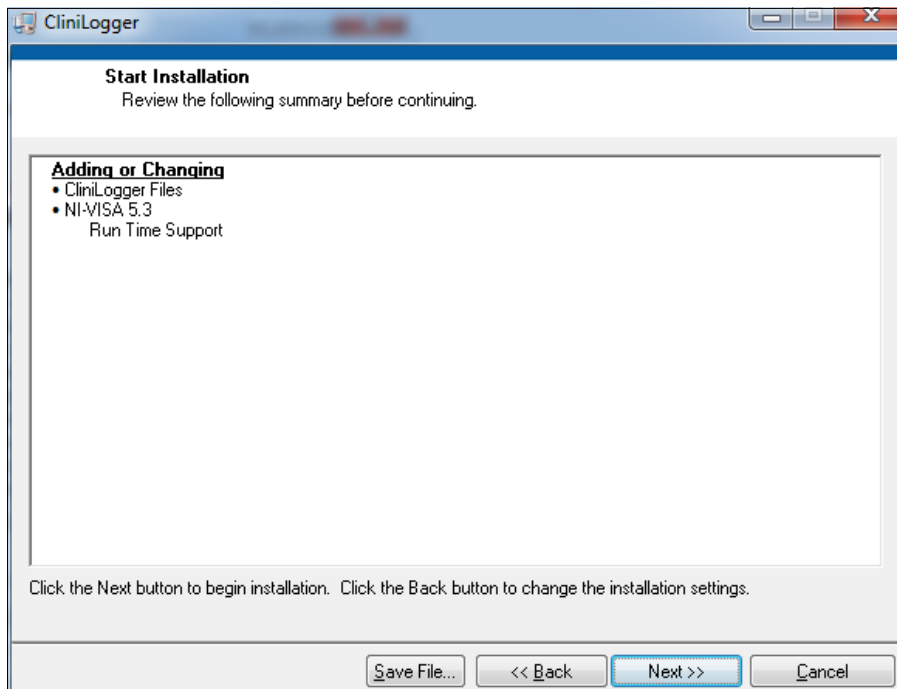 CliniLogger
Start Installation
Review the following summary before continuing.
Adding or Changing
• CliniLogger Files
• NI-VISA 5.3
Run Time Support
Click the Next button to begin installation.  Click the Back button to change the installation settings.
Save File...
<< Back
Next >>
Cancel